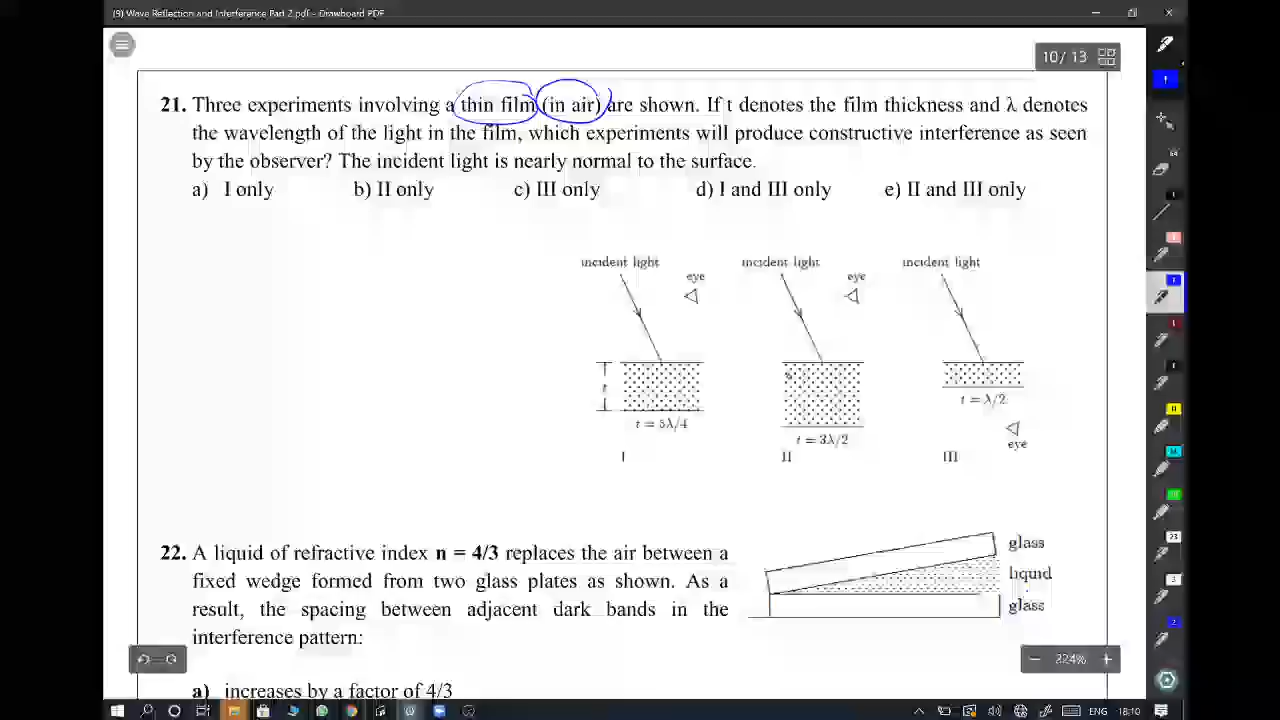 (9) Wave Reflection and Interference Part 2.pdf - Drawboard PDF
10/ 13
21. Three experiments involving a thin film (in air) are shown. If t denotes the film thickness and λ denotes
the wavelength of the light in the film, which experiments will produce constructive interference as seen
by the observer? The incident light is nearly normal to the surface.
a) I only b) II only c) III only d) I and III only e) II and III only
incident light incident light incident light
eye eye
t
t = 5λ/4 t = 3λ/2 t = λ/2
eye
I II III
22. A liquid of refractive index n = 4/3 replaces the air between a
fixed wedge formed from two glass plates as shown. As a
result, the spacing between adjacent dark bands in the
interference pattern:
glass
liquid
glass
224%
a) increases by a factor of 4/3
ENG 18:10